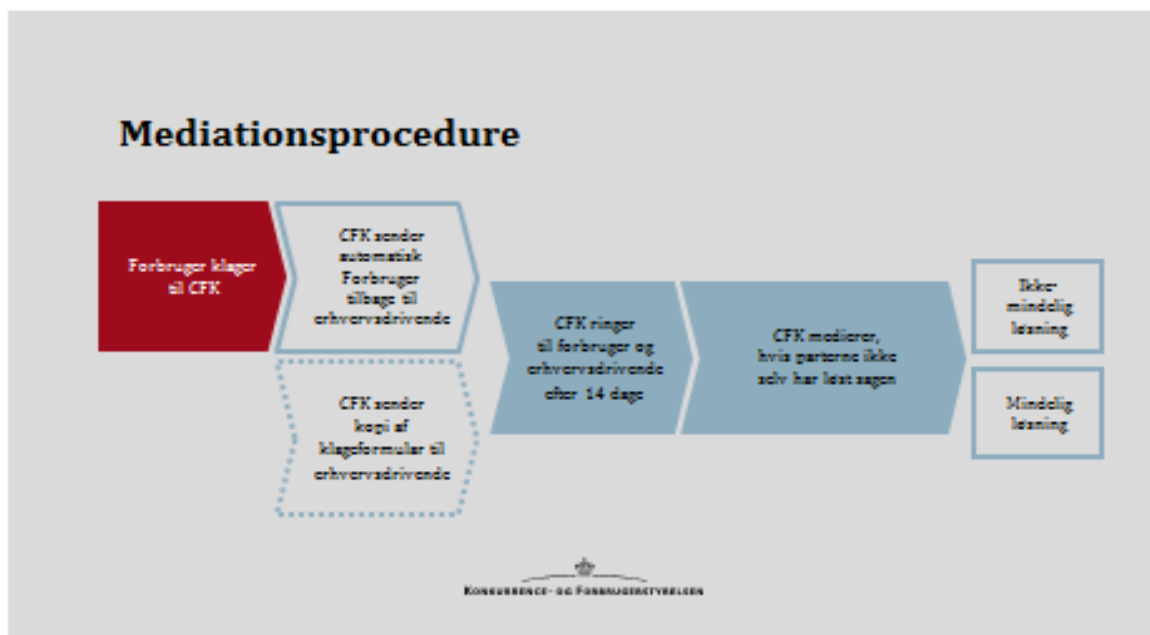 Mediationsprocedure
Forbruger klager
til CFK
CFK sender
automatisk
Forbruger
tilbage til
erhvervsdrivende
CFK sender
kopi af
klageformular til
erhvervsdrivende
CFK ringer
til forbruger og
erhvervsdrivende
efter 14 dage
CFK medierer,
hvis parterne ikke
selv har løst sagen
Ikke-
mindelig
løsning
Mindelig
løsning
KONKURRENCE- OG FORBRUGERSTYRELSEN